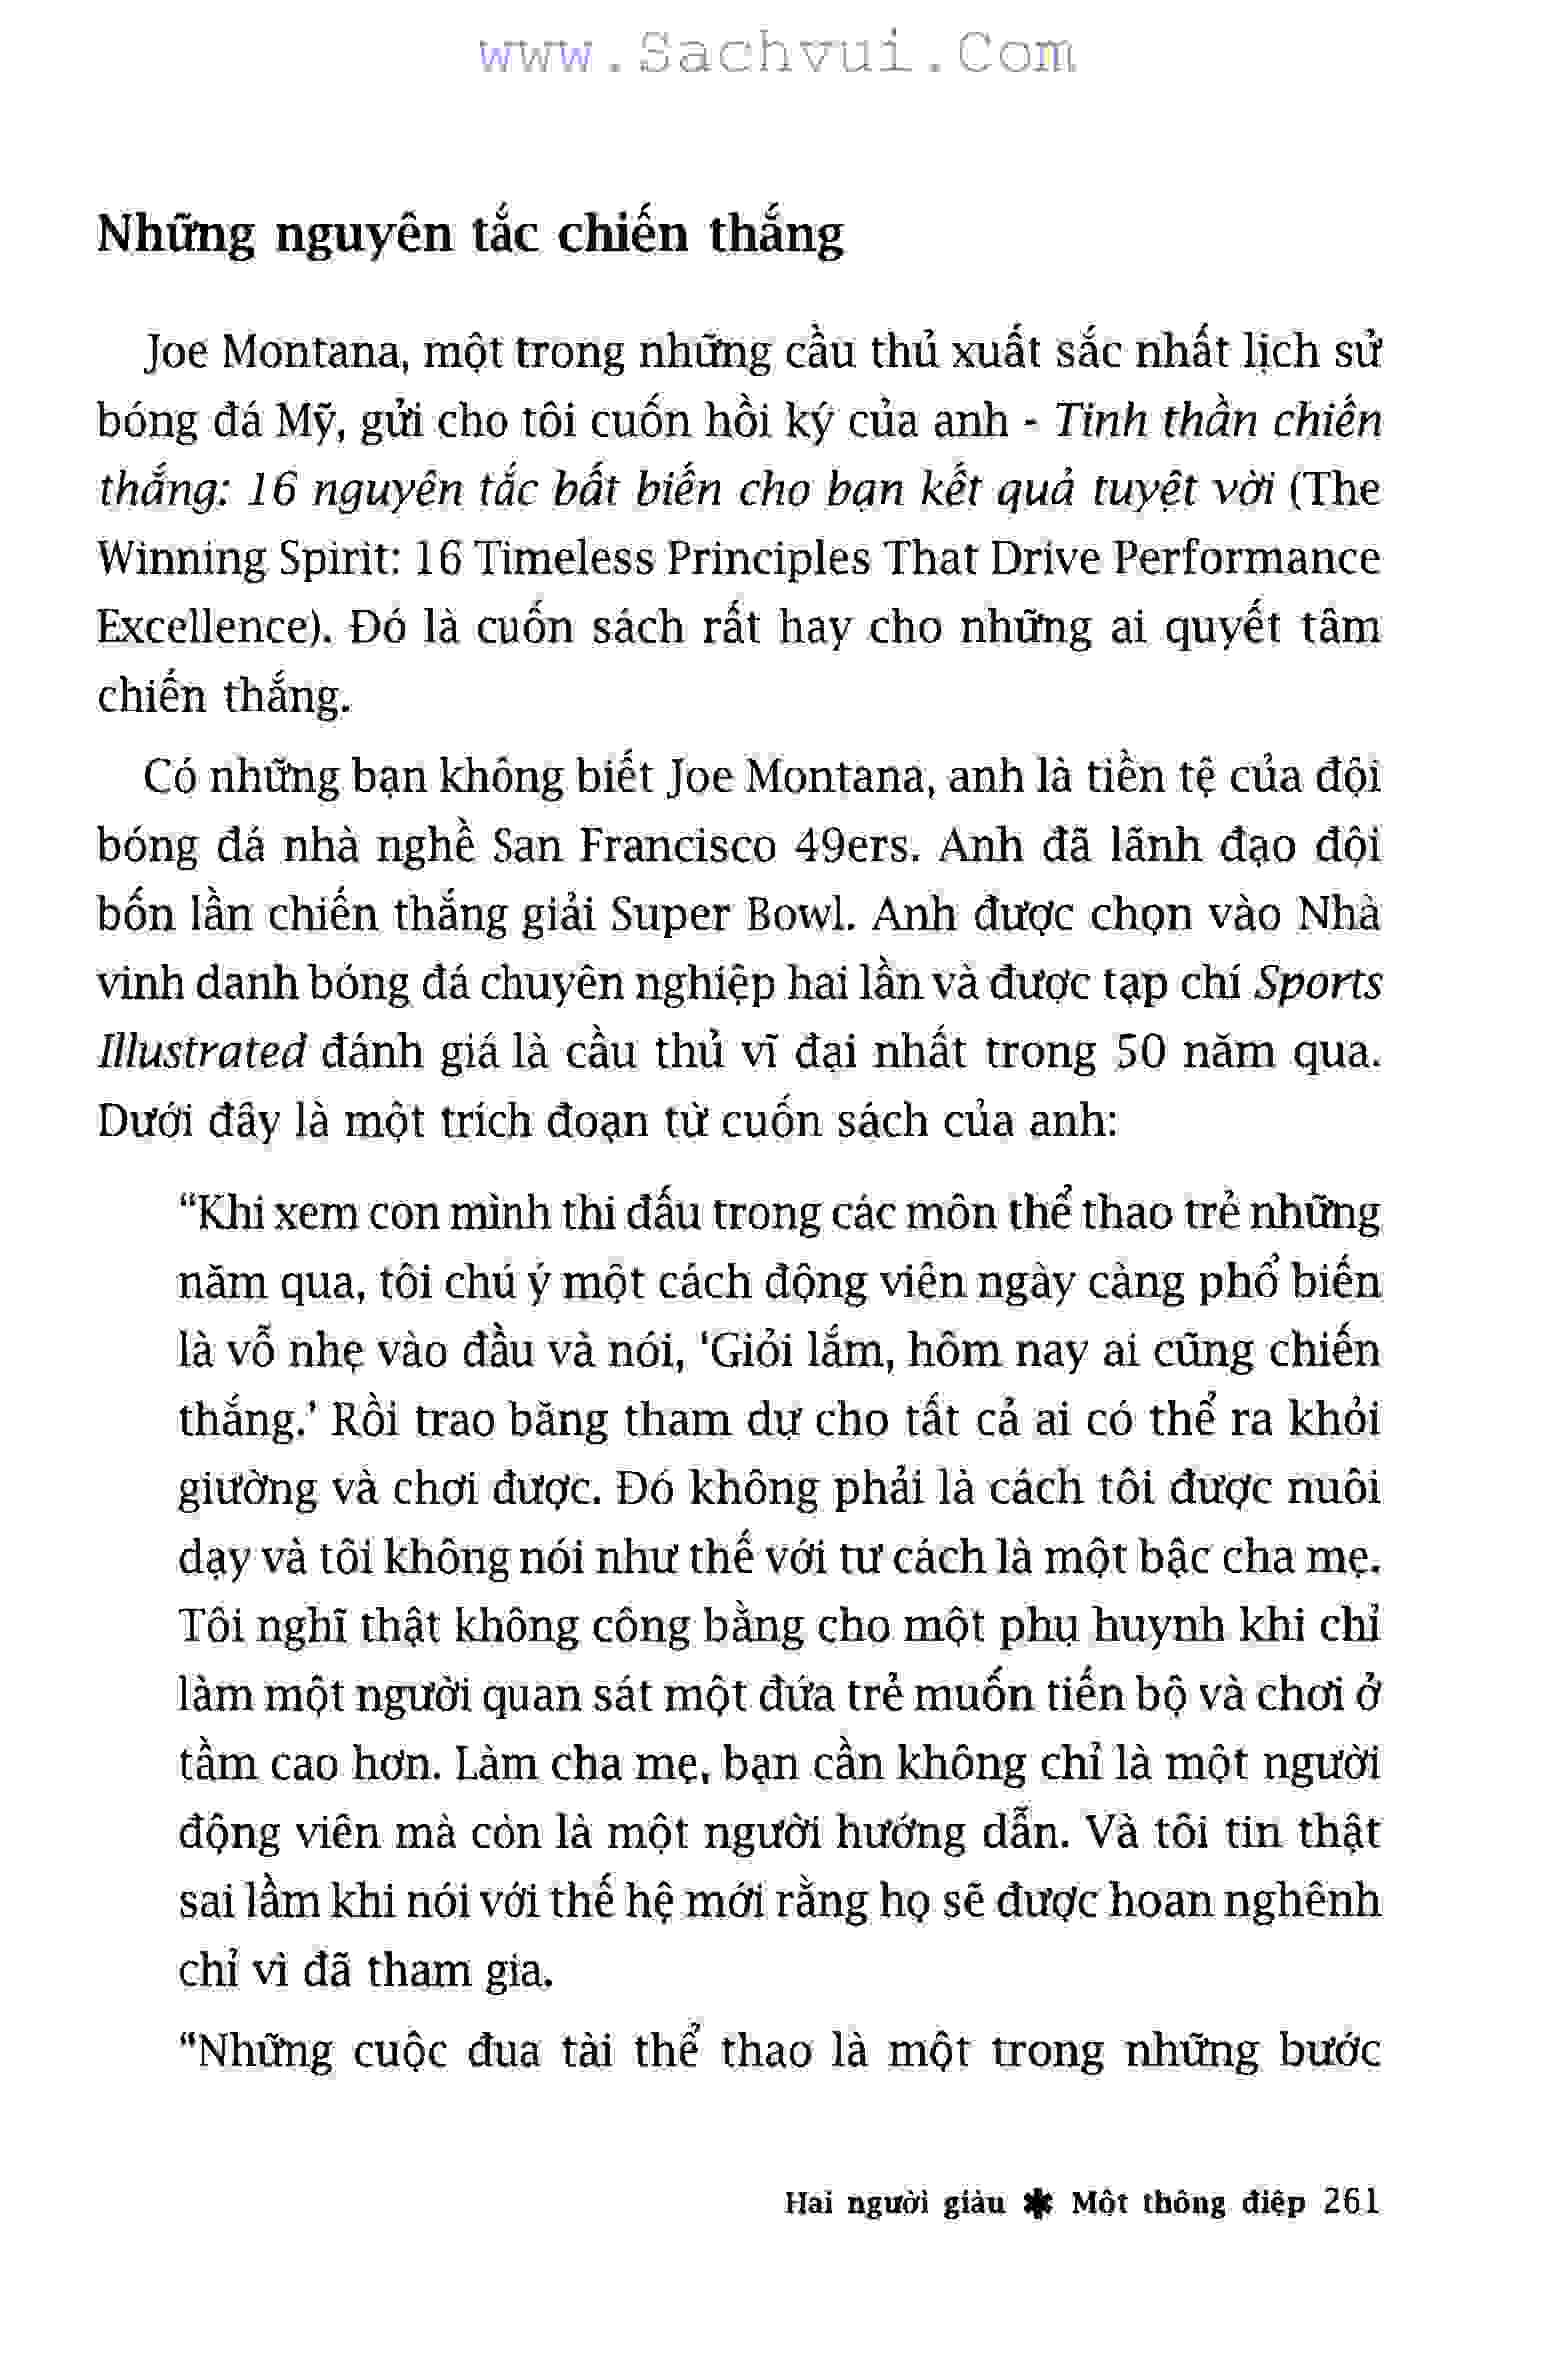 www.Sachvui.Com
Những nguyên tắc chiến thắng
Joe Montana, một trong những cầu thủ xuất sắc nhất lịch sử
bóng đá Mỹ, gửi cho tôi cuốn hồi ký của anh - Tinh thần chiến
thắng: 16 nguyên tắc bất biến cho bạn kết quả tuyệt vời (The
Winning Spirit: 16 Timeless Principles That Drive Performance
Excellence). Đó là cuốn sách rất hay cho những ai quyết tâm
chiến thắng.
Có những bạn không biết Joe Montana, anh là tiền tệ của đội
bóng đá nhà nghề San Francisco 49ers. Anh đã lãnh đạo đội
bốn lần chiến thắng giải Super Bowl. Anh được chọn vào Nhà
vinh danh bóng đá chuyên nghiệp hai lần và được tạp chí Sports
Illustrated đánh giá là cầu thủ vĩ đại nhất trong 50 năm qua.
Dưới đây là một trích đoạn từ cuốn sách của anh:
“Khi xem con mình thi đấu trong các môn thể thao trẻ những
năm qua, tôi chú ý một cách động viên ngày càng phổ biến
là vỗ nhẹ vào đầu và nói, ‘Giỏi lắm, hôm nay ai cũng chiến
thắng.’ Rồi trao băng tham dự cho tất cả ai có thể ra khỏi
giường và chơi được. Đó không phải là cách tôi được nuôi
dạy và tôi không nói như thế với tư cách là một bậc cha mẹ.
Tôi nghĩ thật không công bằng cho một phụ huynh khi chỉ
làm một người quan sát một đứa trẻ muốn tiến bộ và chơi ở
tầm cao hơn. Làm cha mẹ, bạn cần không chỉ là một người
động viên mà còn là một người hướng dẫn. Và tôi tin thật
sai lầm khi nói với thế hệ mới rằng họ sẽ được hoan nghênh
chỉ vì đã tham gia.
“Những cuộc đua tài thể thao là một trong những bước
Hai người giàu ✱ Một thông điệp 261